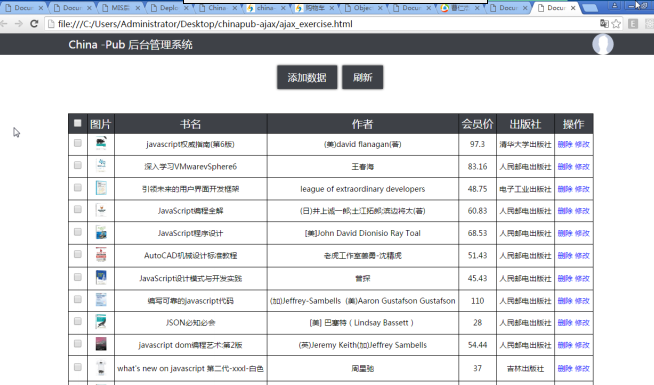 Docu Docu MIS系 Deplo China chine 购物车 Objec Docu 曹松兰 Docu Docu
file:///C:/Users/Administrator/Desktop/chinapub-ajax/ajax_exercise.html
China -Pub 后台管理系统
添加数据 刷新
图片 书名 作者 会员价 出版社 操作
javascript权威指南(第6版) (美)david flanagan(著) 97.3 清华大学出版社 删除 修改
深入学习VMwarevSphere6 王春海 83.16 人民邮电出版社 删除 修改
引领未来的用户界面开发框架 league of extraordinary developers 48.75 电子工业出版社 删除 修改
JavaScript编程全解 (日)井上诚一郎;土江拓郎;滨边将太(著) 60.83 人民邮电出版社 删除 修改
JavaScript程序设计 [美]John David Dionisio Ray Toal 68.53 人民邮电出版社 删除 修改
AutoCAD机械设计标准教程 老虎工作室姜勇-沈精虎 51.43 人民邮电出版社 删除 修改
JavaScript设计模式与开发实践 曾探 45.43 人民邮电出版社 删除 修改
编写可靠的javascript代码 (加)Jeffrey-Sambells (美)Aaron Gustafson Gustafson 110 人民邮电出版社 删除 修改
JSON必知必会 [美] 巴塞特（Lindsay Bassett） 28 人民邮电出版社 删除 修改
javascript dom编程艺术:第2版 (英)Jeremy Keith(加)Jeffrey Sambells 54.44 人民邮电出版社 删除 修改
what's new on javascript 第二代-xxxl-白色 周星驰 37 吉林出版社 删除 修改